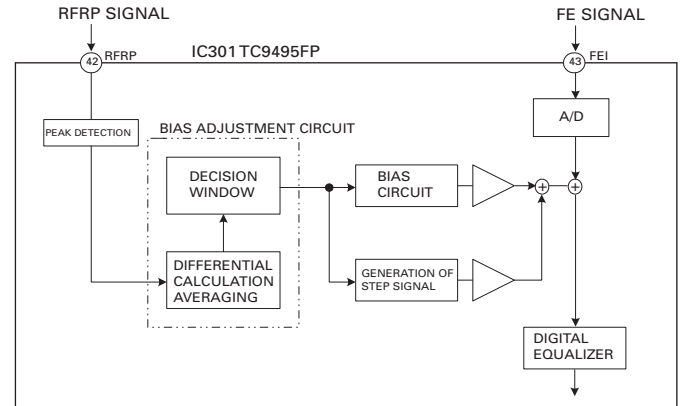 RFRP SIGNAL
FE SIGNAL
42 RFRP
IC301 TC9495FP
43 FEI
PEAK DETECTION
BIAS ADJUSTMENT CIRCUIT
A/D
DECISION
WINDOW
BIAS
CIRCUIT
+ +
DIFFERENTIAL
CALCULATION
AVERAGING
GENERATION OF
STEP SIGNAL
DIGITAL
EQUALIZER